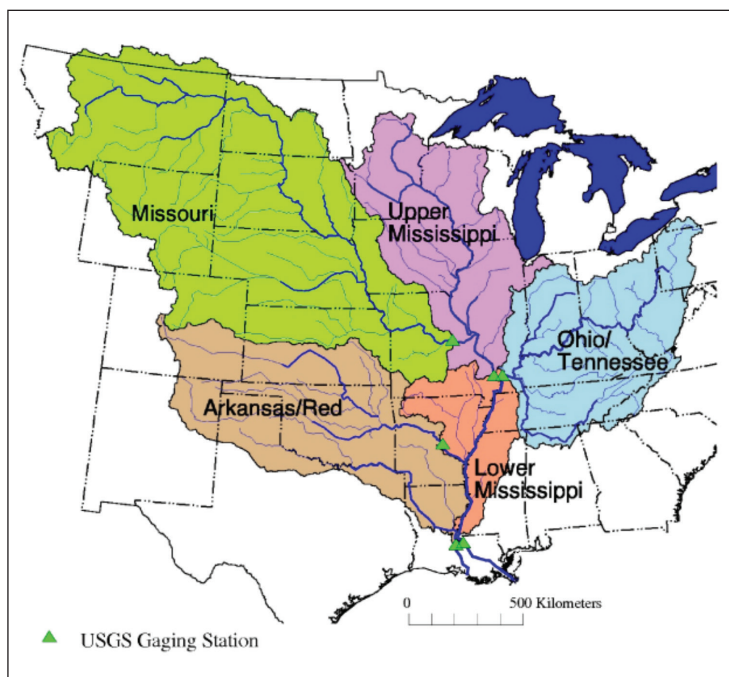 Missouri
Upper
Mississippi
Ohio/
Tennessee
Arkansas/Red
Lower
Mississippi
0 500 Kilometers
USGS Gaging Station